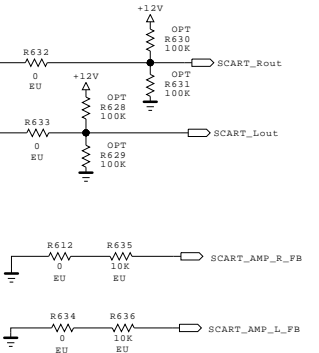 +12V
OPT
R630
100K
R632
0
EU
SCART_Rout
+12V
OPT
R631
100K
OPT
R628
100K
R633
0
EU
SCART_Lout
OPT
R629
100K
R612
0
EU
R635
10K
EU
SCART_AMP_R_FB
R634
0
EU
R636
10K
EU
SCART_AMP_L_FB